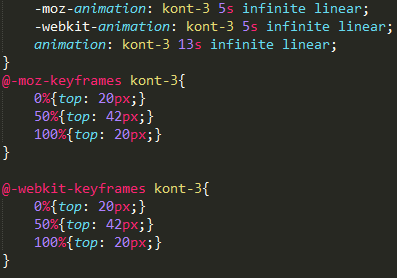 -moz-animation: kont-3 5s infinite linear;
-webkit-animation: kont-3 5s infinite linear;
animation: kont-3 13s infinite linear;
}
@-moz-keyframes kont-3{
0%{top: 20px;}
50%{top: 42px;}
100%{top: 20px;}
}
@-webkit-keyframes kont-3{
0%{top: 20px;}
50%{top: 42px;}
100%{top: 20px;}
}